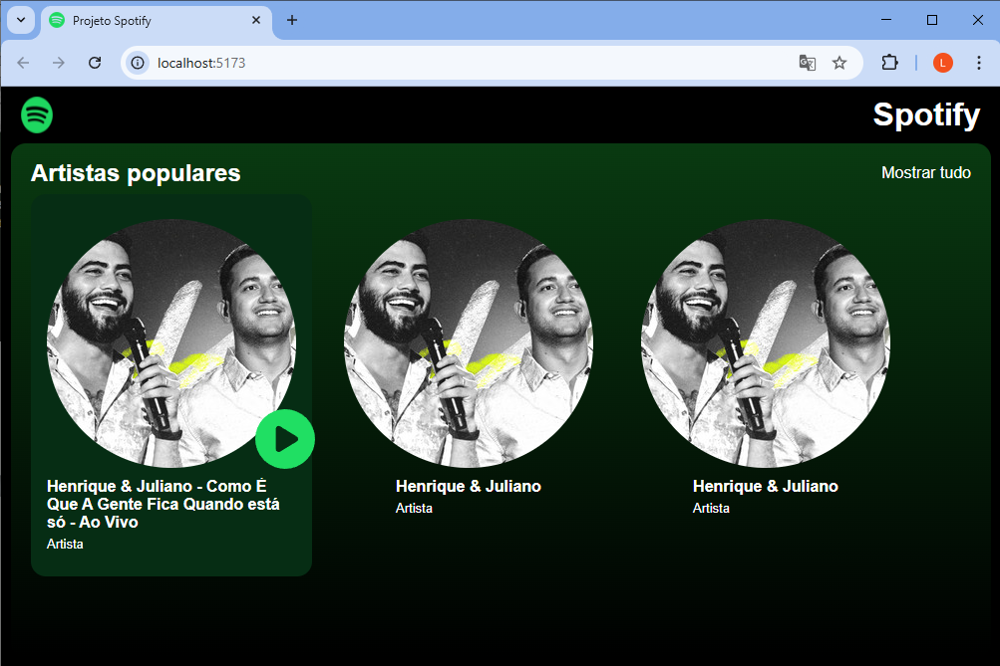 Projeto Spotify
localhost:5173
L
Spotify
Artistas populares
Mostrar tudo
Henrique & Juliano - Como É
Que A Gente Fica Quando está
só - Ao Vivo
Artista
Henrique & Juliano
Artista
Henrique & Juliano
Artista